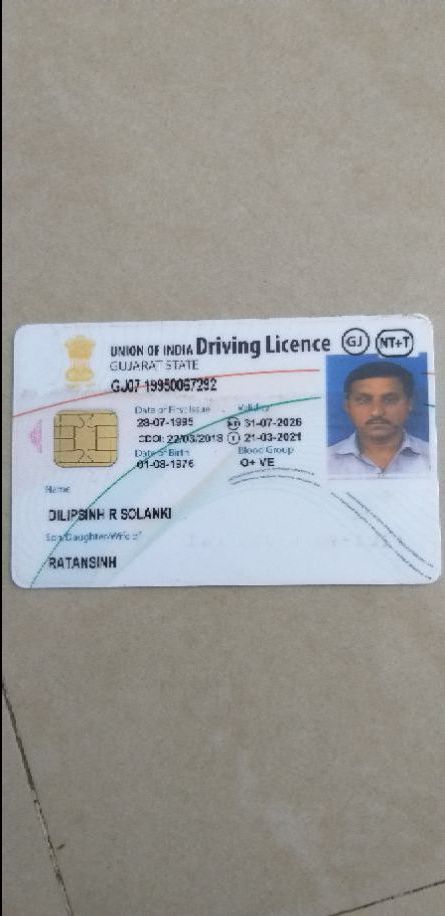 UNION OF INDIA Driving Licence GJ NT+T
GUJARAT STATE
GJ07 19950067292
Date of First Issue Validity
28-07-1995 NT 31-07-2026
CDOI: 22/03/2018 T 21-03-2021
Date of Birth Blood Group
01-08-1976 O+ VE
Name
DILIPSINH R SOLANKI
Son/Daughter/Wife of
RATANSINH